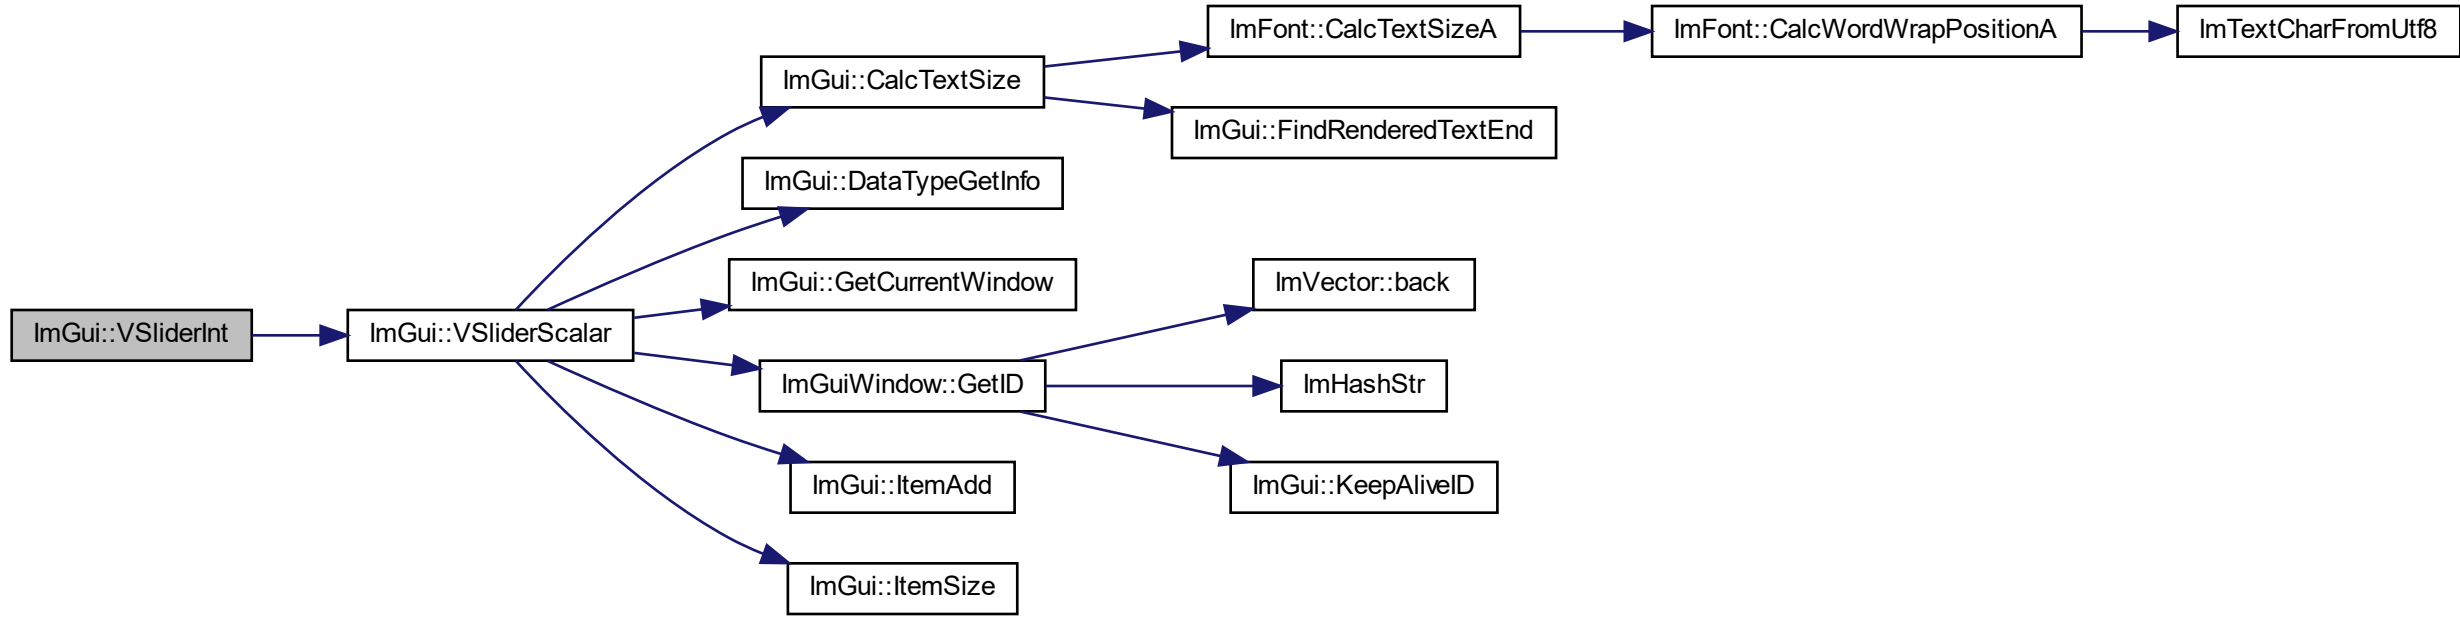 ImFont::CalcTextSizeA
ImFont::CalcWordWrapPositionA
ImTextCharFromUtf8
ImGui::CalcTextSize
ImGui::FindRenderedTextEnd
ImGui::DataTypeGetInfo
ImGui::GetCurrentWindow
ImVector::back
ImGui::VSliderInt
ImGui::VSliderScalar
ImGuiWindow::GetID
ImHashStr
ImGui::ItemAdd
ImGui::KeepAliveID
ImGui::ItemSize